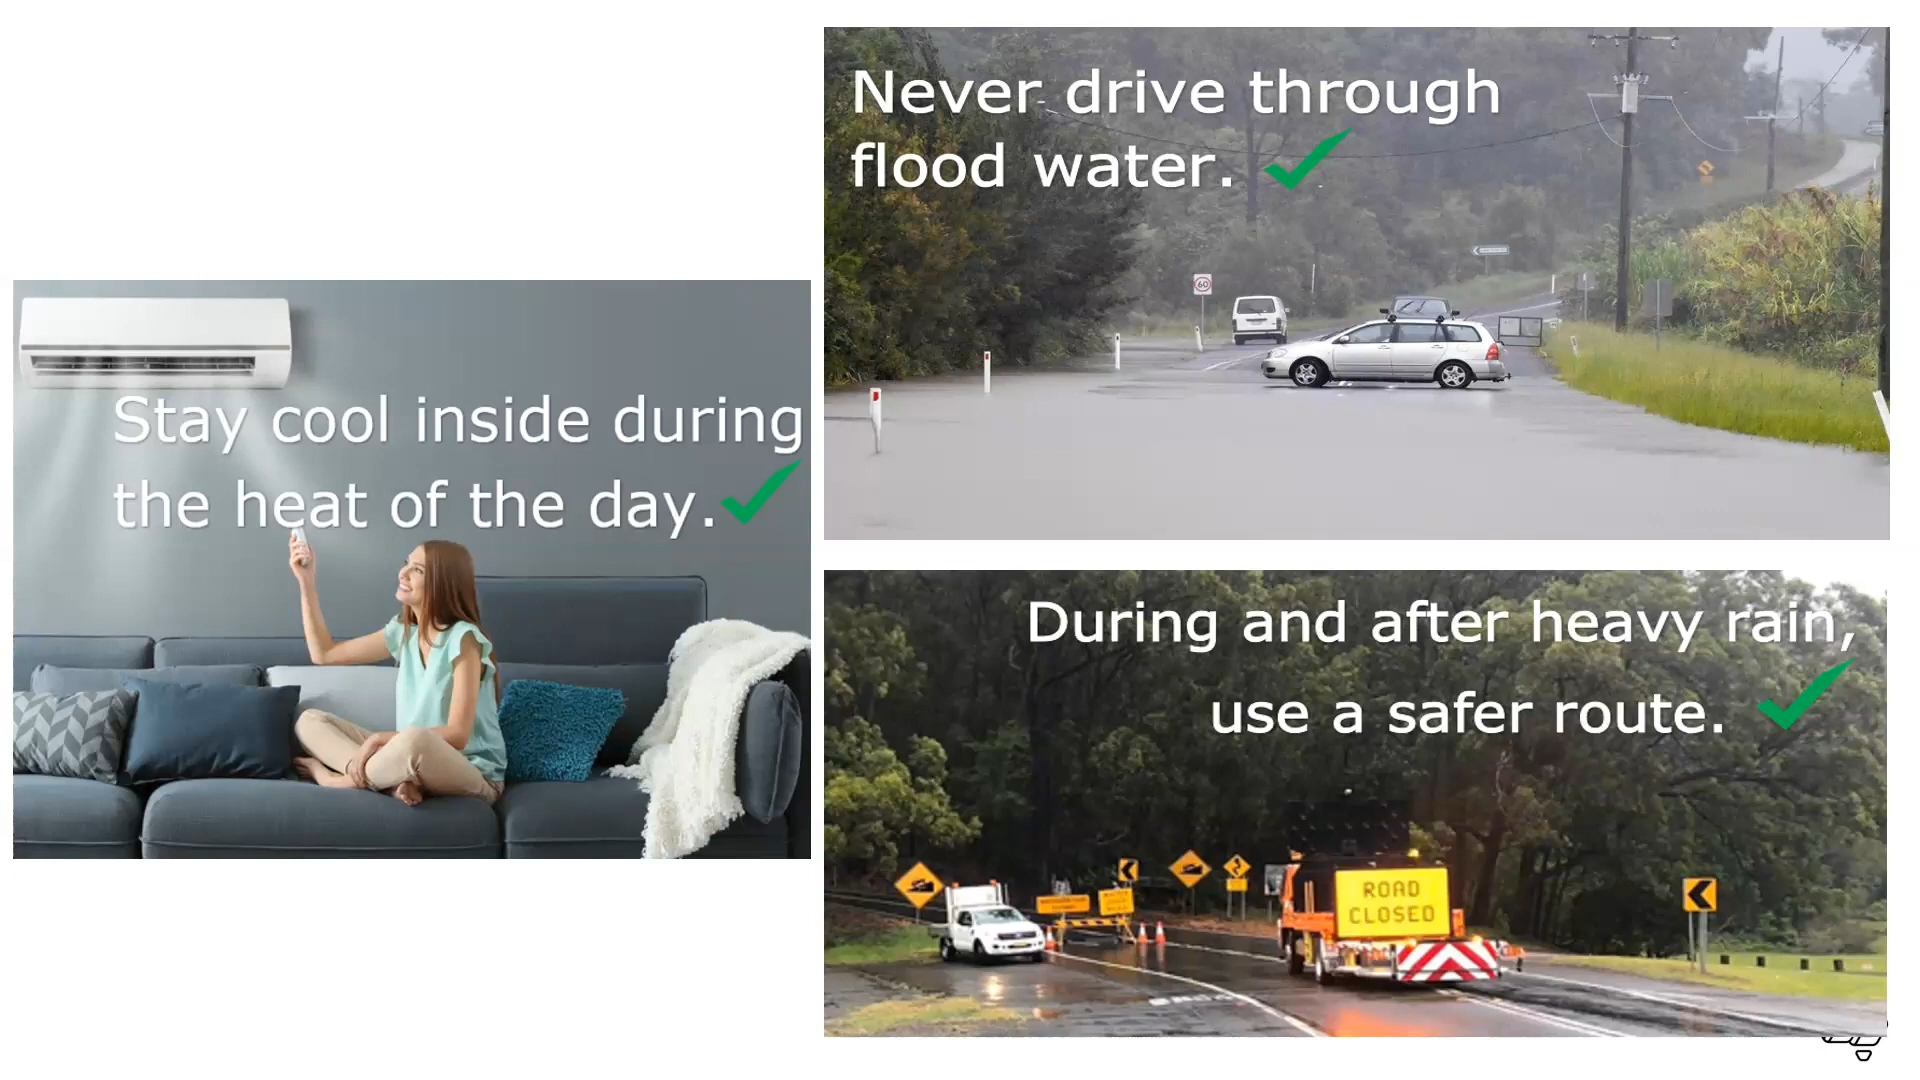 Never drive through
flood water.
60
Stay cool inside during
the heat of the day.
During and after heavy rain,
use a safer route.
ROAD
CLOSED